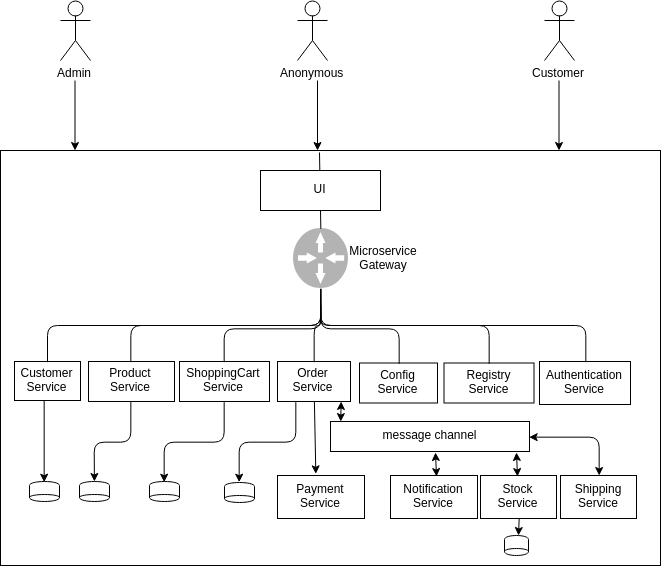 Admin
Anonymous
Customer
UI
Microservice
Gateway
Customer
Service
Product
Service
ShoppingCart
Service
Order
Service
Config
Service
Registry
Service
Authentication
Service
message channel
Payment
Service
Notification
Service
Stock
Service
Shipping
Service